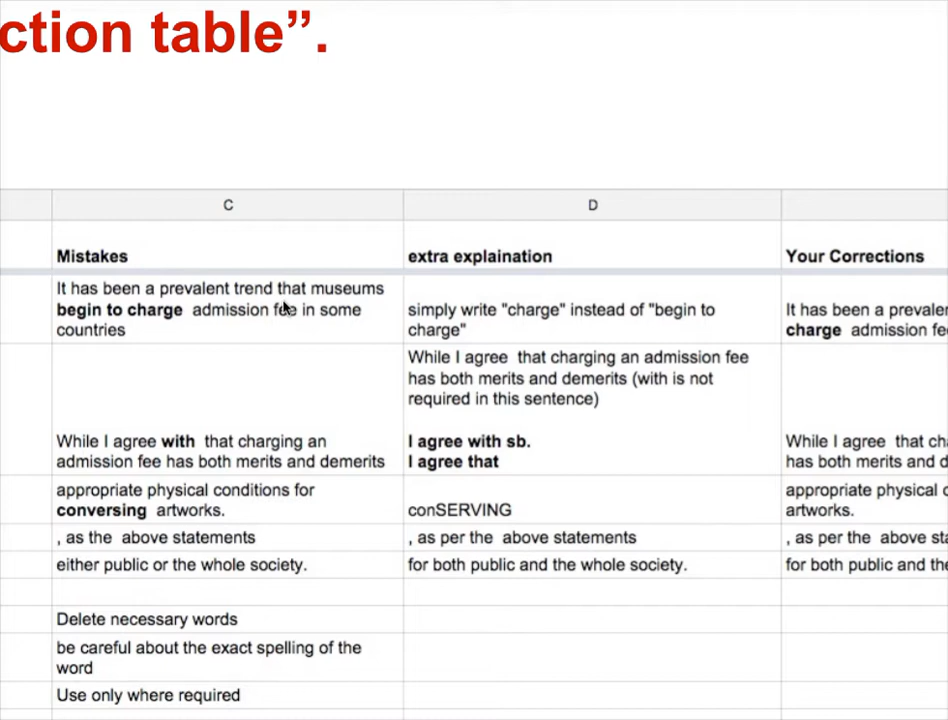 ction table”.
C D
Mistakes extra explaination Your Corrections
It has been a prevalent trend that museums
begin to charge admission fee in some
countries
simply write "charge" instead of "begin to
charge"
It has been a prevaler
charge admission fe
While I agree with that charging an
admission fee has both merits and demerits
While I agree that charging an admission fee
has both merits and demerits (with is not
required in this sentence)
I agree with sb.
I agree that
While I agree that ch
has both merits and d
appropriate physical conditions for
conversing artworks.
conSERVING
appropriate physical c
artworks.
, as the above statements , as per the above statements , as per the above sta
either public or the whole society. for both public and the whole society. for both public and the
Delete necessary words
be careful about the exact spelling of the
word
Use only where required